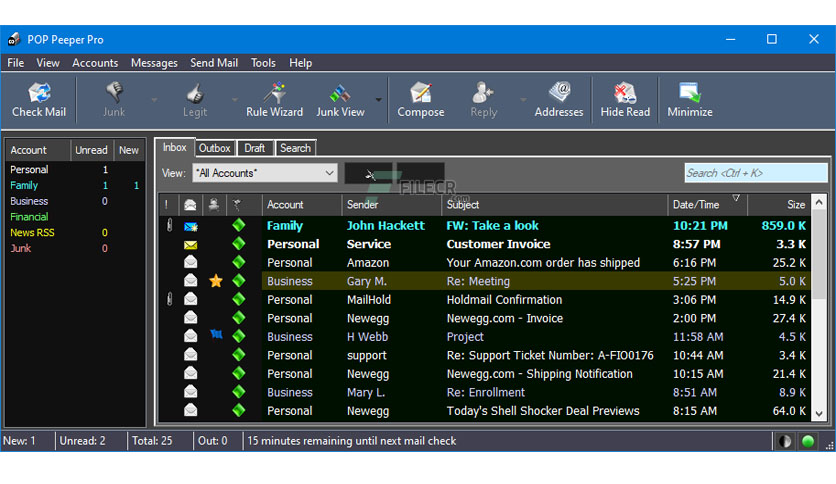 POP Peeper Pro
File View Accounts Messages Send Mail Tools Help
Check Mail Junk Legit Rule Wizard Junk View Compose Reply Addresses Hide Read Minimize
Account Unread New
Personal 1
Family 1 1
Business 0
Financial
News RSS 0
Junk 0
Inbox Outbox Draft Search
View: *All Accounts* Search <Ctrl + K>
FILECR
! Account Sender Subject Date/Time Size
Family John Hackett FW: Take a look 10:21 PM 859.0 K
Personal Service Customer Invoice 8:57 PM 3.3 K
Personal Amazon Your Amazon.com order has shipped 6:16 PM 25.2 K
Business Gary M. Re: Meeting 5:25 PM 5.0 K
Personal MailHold Holdmail Confirmation 3:06 PM 14.9 K
Personal Newegg Newegg.com - Invoice 2:00 PM 27.4 K
Business H Webb Project 11:58 AM 4.5 K
Personal support Re: Support Ticket Number: A-FIO0176 10:44 AM 3.4 K
Personal Newegg Newegg.com - Shipping Notification 10:15 AM 21.4 K
Business Mary L. Re: Enrollment 8:51 AM 8.9 K
Personal Newegg Today's Shell Shocker Deal Previews 8:15 AM 64.0 K
New: 1 Unread: 2 Total: 25 Out: 0 15 minutes remaining until next mail check